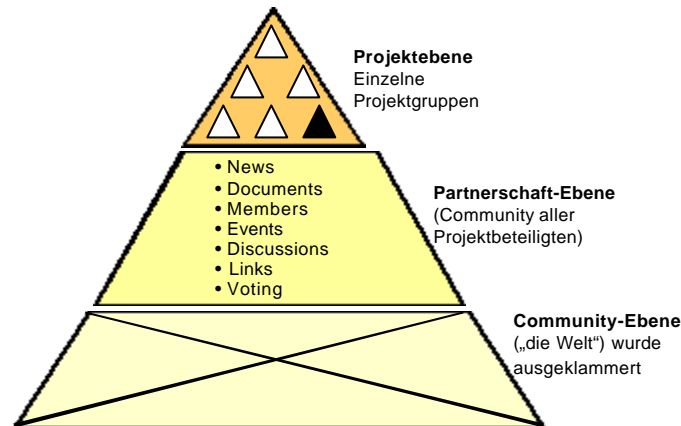 Projektebene
Einzelne
Projektgruppen
• News
• Documents
• Members
• Events
• Discussions
• Links
• Voting
Partnerschaft-Ebene
(Community aller
Projektbeteiligten)
Community-Ebene
(„die Welt“) wurde
ausgeklammert